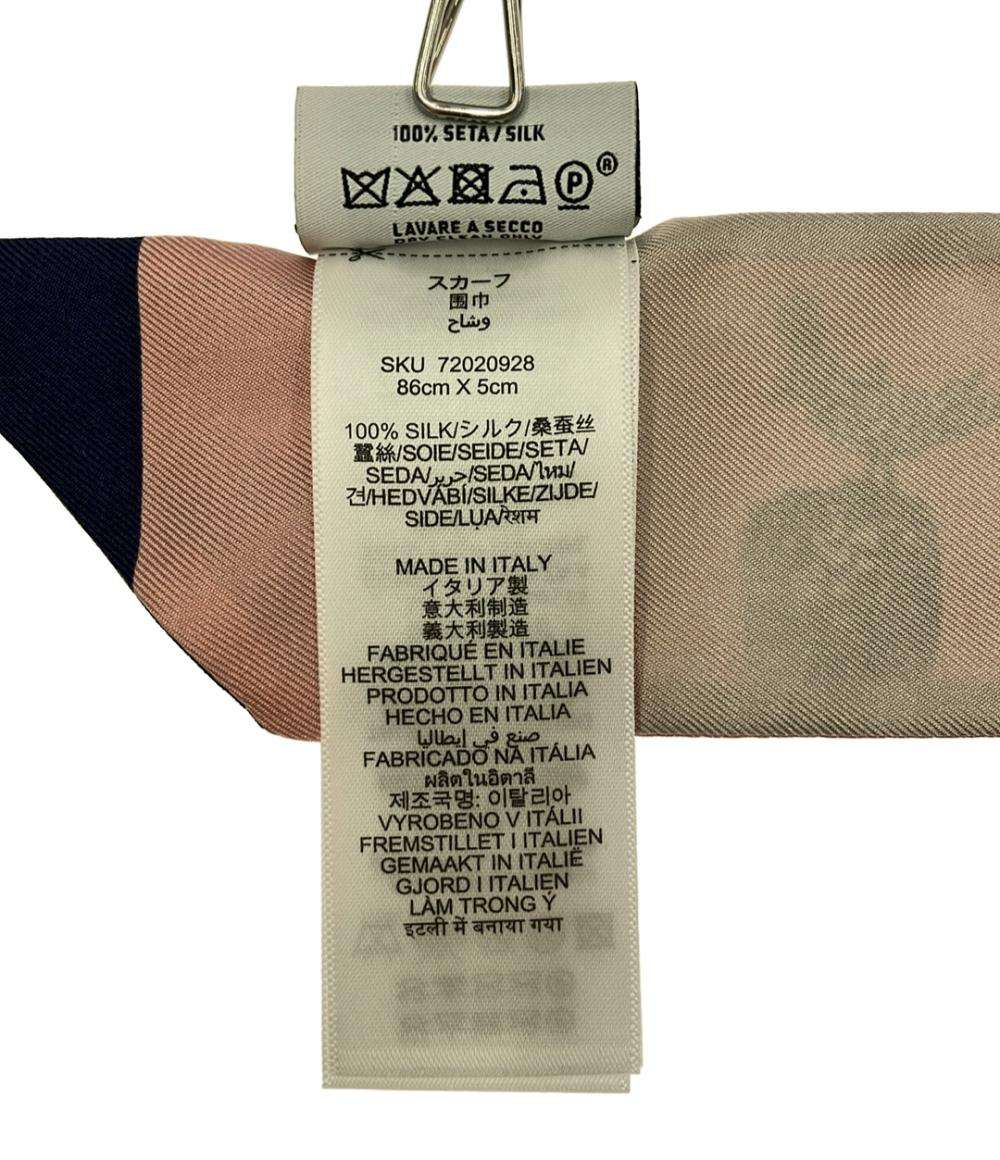 100% SETA / SILK
P ®
LAVARE A SECCO
DRY CLEAN ONLY
スカーフ
围巾
وشاح
SKU 72020928
86cm X 5cm
100% SILK/シルク/桑蚕丝
蠶絲/SOIE/SEIDE/SETA/
SEDA/حرير/SEDA/ไหม/
견/HEDVÁBÍ/SILKE/ZIJDE/
SIDE/LỤA/रेशम
MADE IN ITALY
イタリア製
意大利制造
義大利製造
FABRIQUÉ EN ITALIE
HERGESTELLT IN ITALIEN
PRODOTTO IN ITALIA
HECHO EN ITALIA
صنع في إيطاليا
FABRICADO NA ITÁLIA
ผลิตในอิตาลี
제조국명: 이탈리아
VYROBENO V ITÁLII
FREMSTILLET I ITALIEN
GEMAAKT IN ITALIË
GJORD I ITALIEN
LÀM TRONG Ý
इटली में बनाया गया